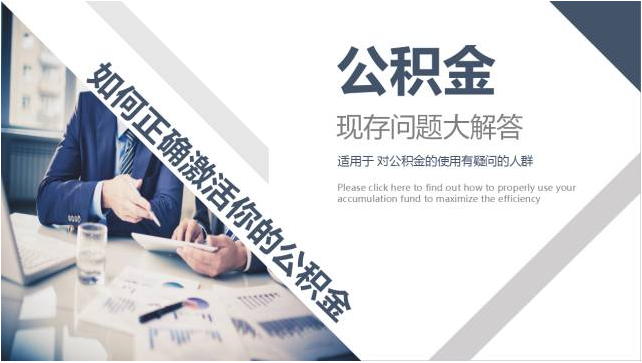 如何正确激活你的公积金
公积金
现存问题大解答
适用于 对公积金的使用有疑问的人群
Please click here to find out how to properly use your
accumulation fund to maximize the efficiency